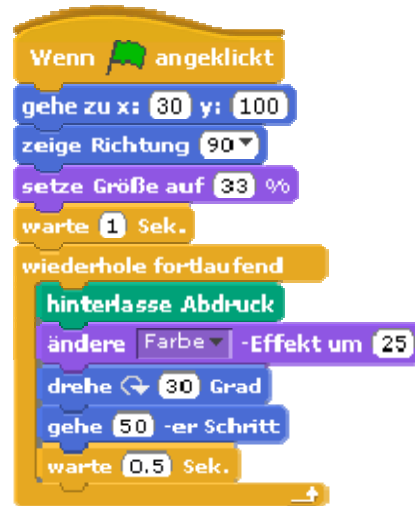 Wenn angeklickt
gehe zu x: 30 y: 100
zeige Richtung 90
setze Größe auf 33 %
warte 1 Sek.
wiederhole fortlaufend
hinterlasse Abdruck
ändere Farbe -Effekt um 25
drehe 30 Grad
gehe 50 -er Schritt
warte 0.5 Sek.